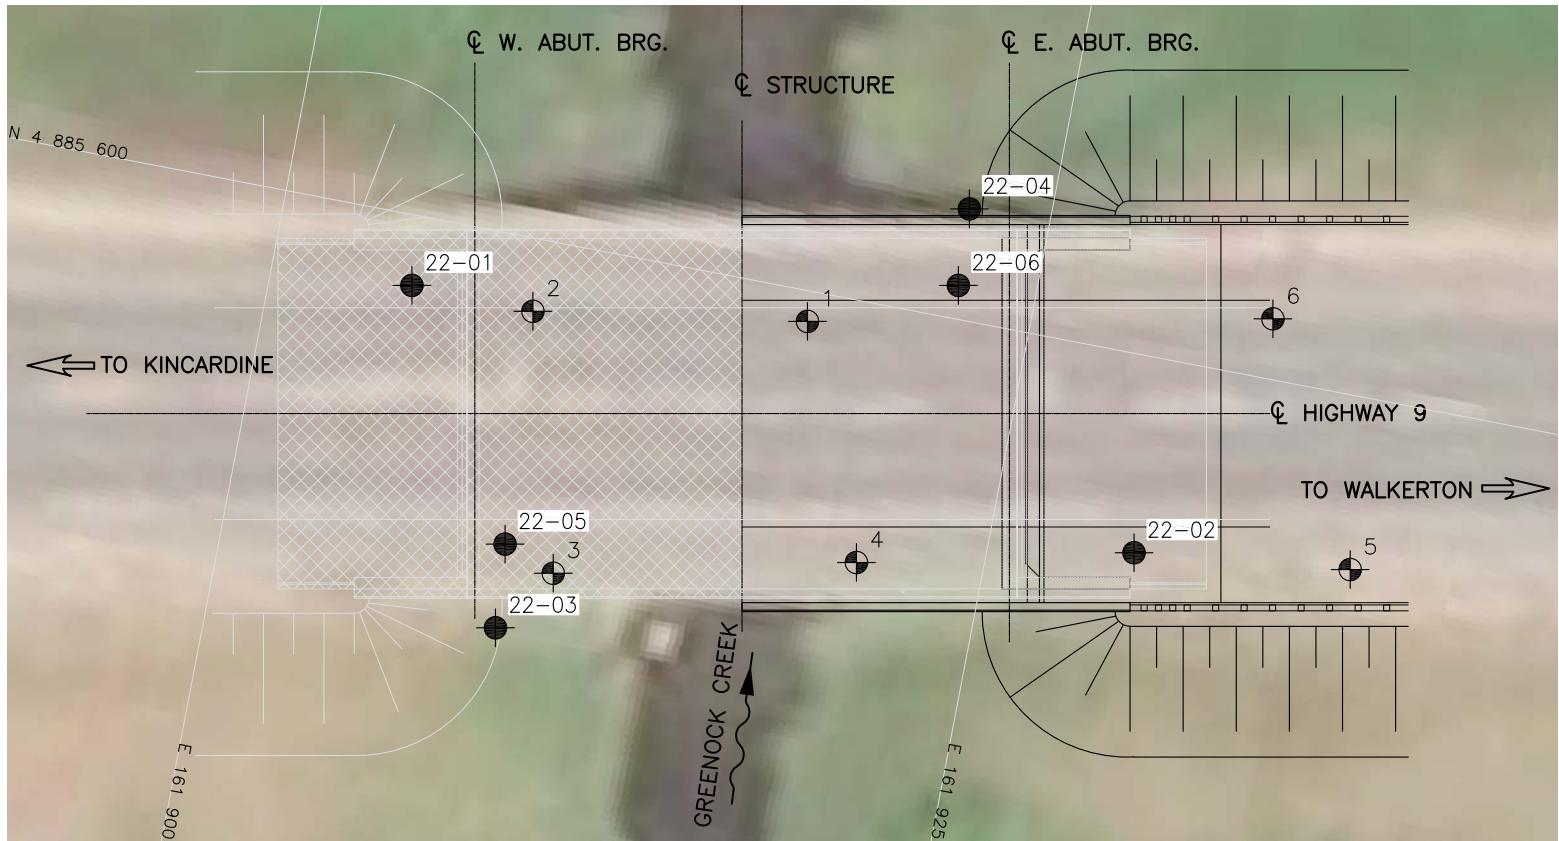 ℄ W. ABUT. BRG.
℄ E. ABUT. BRG.
℄ STRUCTURE
N 4 885 600
22-04
22-01
22-06
2
1
6
TO KINCARDINE
℄ HIGHWAY 9
TO WALKERTON
22-05
22-02
3
4
5
22-03
GREENOCK CREEK
E 161 900
E 161 925